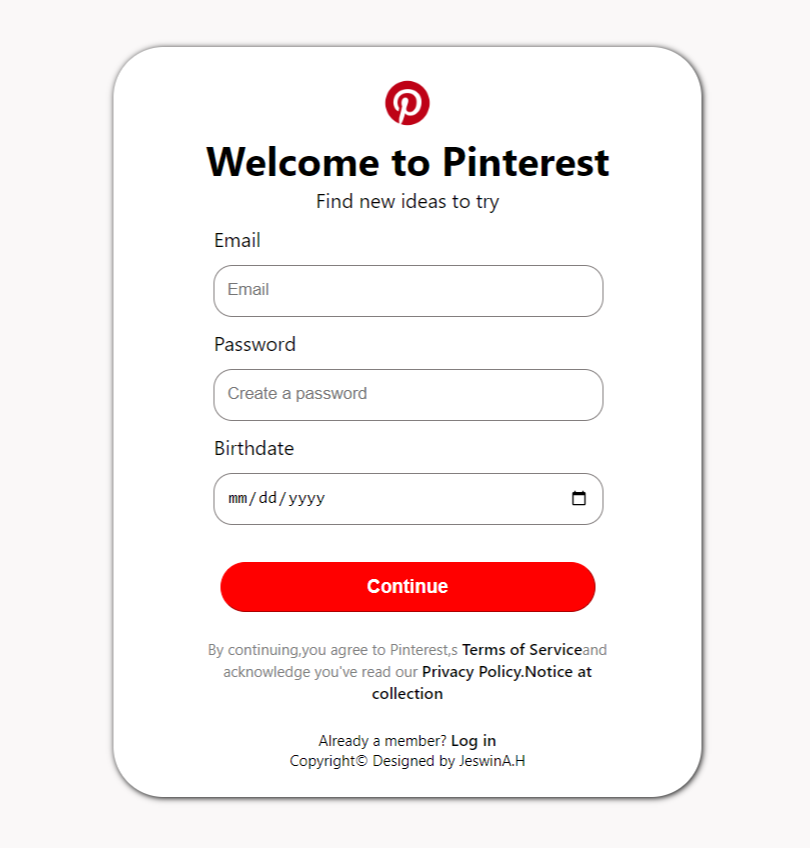 Welcome to Pinterest
Find new ideas to try
Email
Email
Password
Create a password
Birthdate
mm/dd/yyyy
Continue
By continuing,you agree to Pinterest,s Terms of Serviceand
acknowledge you've read our Privacy Policy.Notice at
collection
Already a member? Log in
Copyright© Designed by JeswinA.H